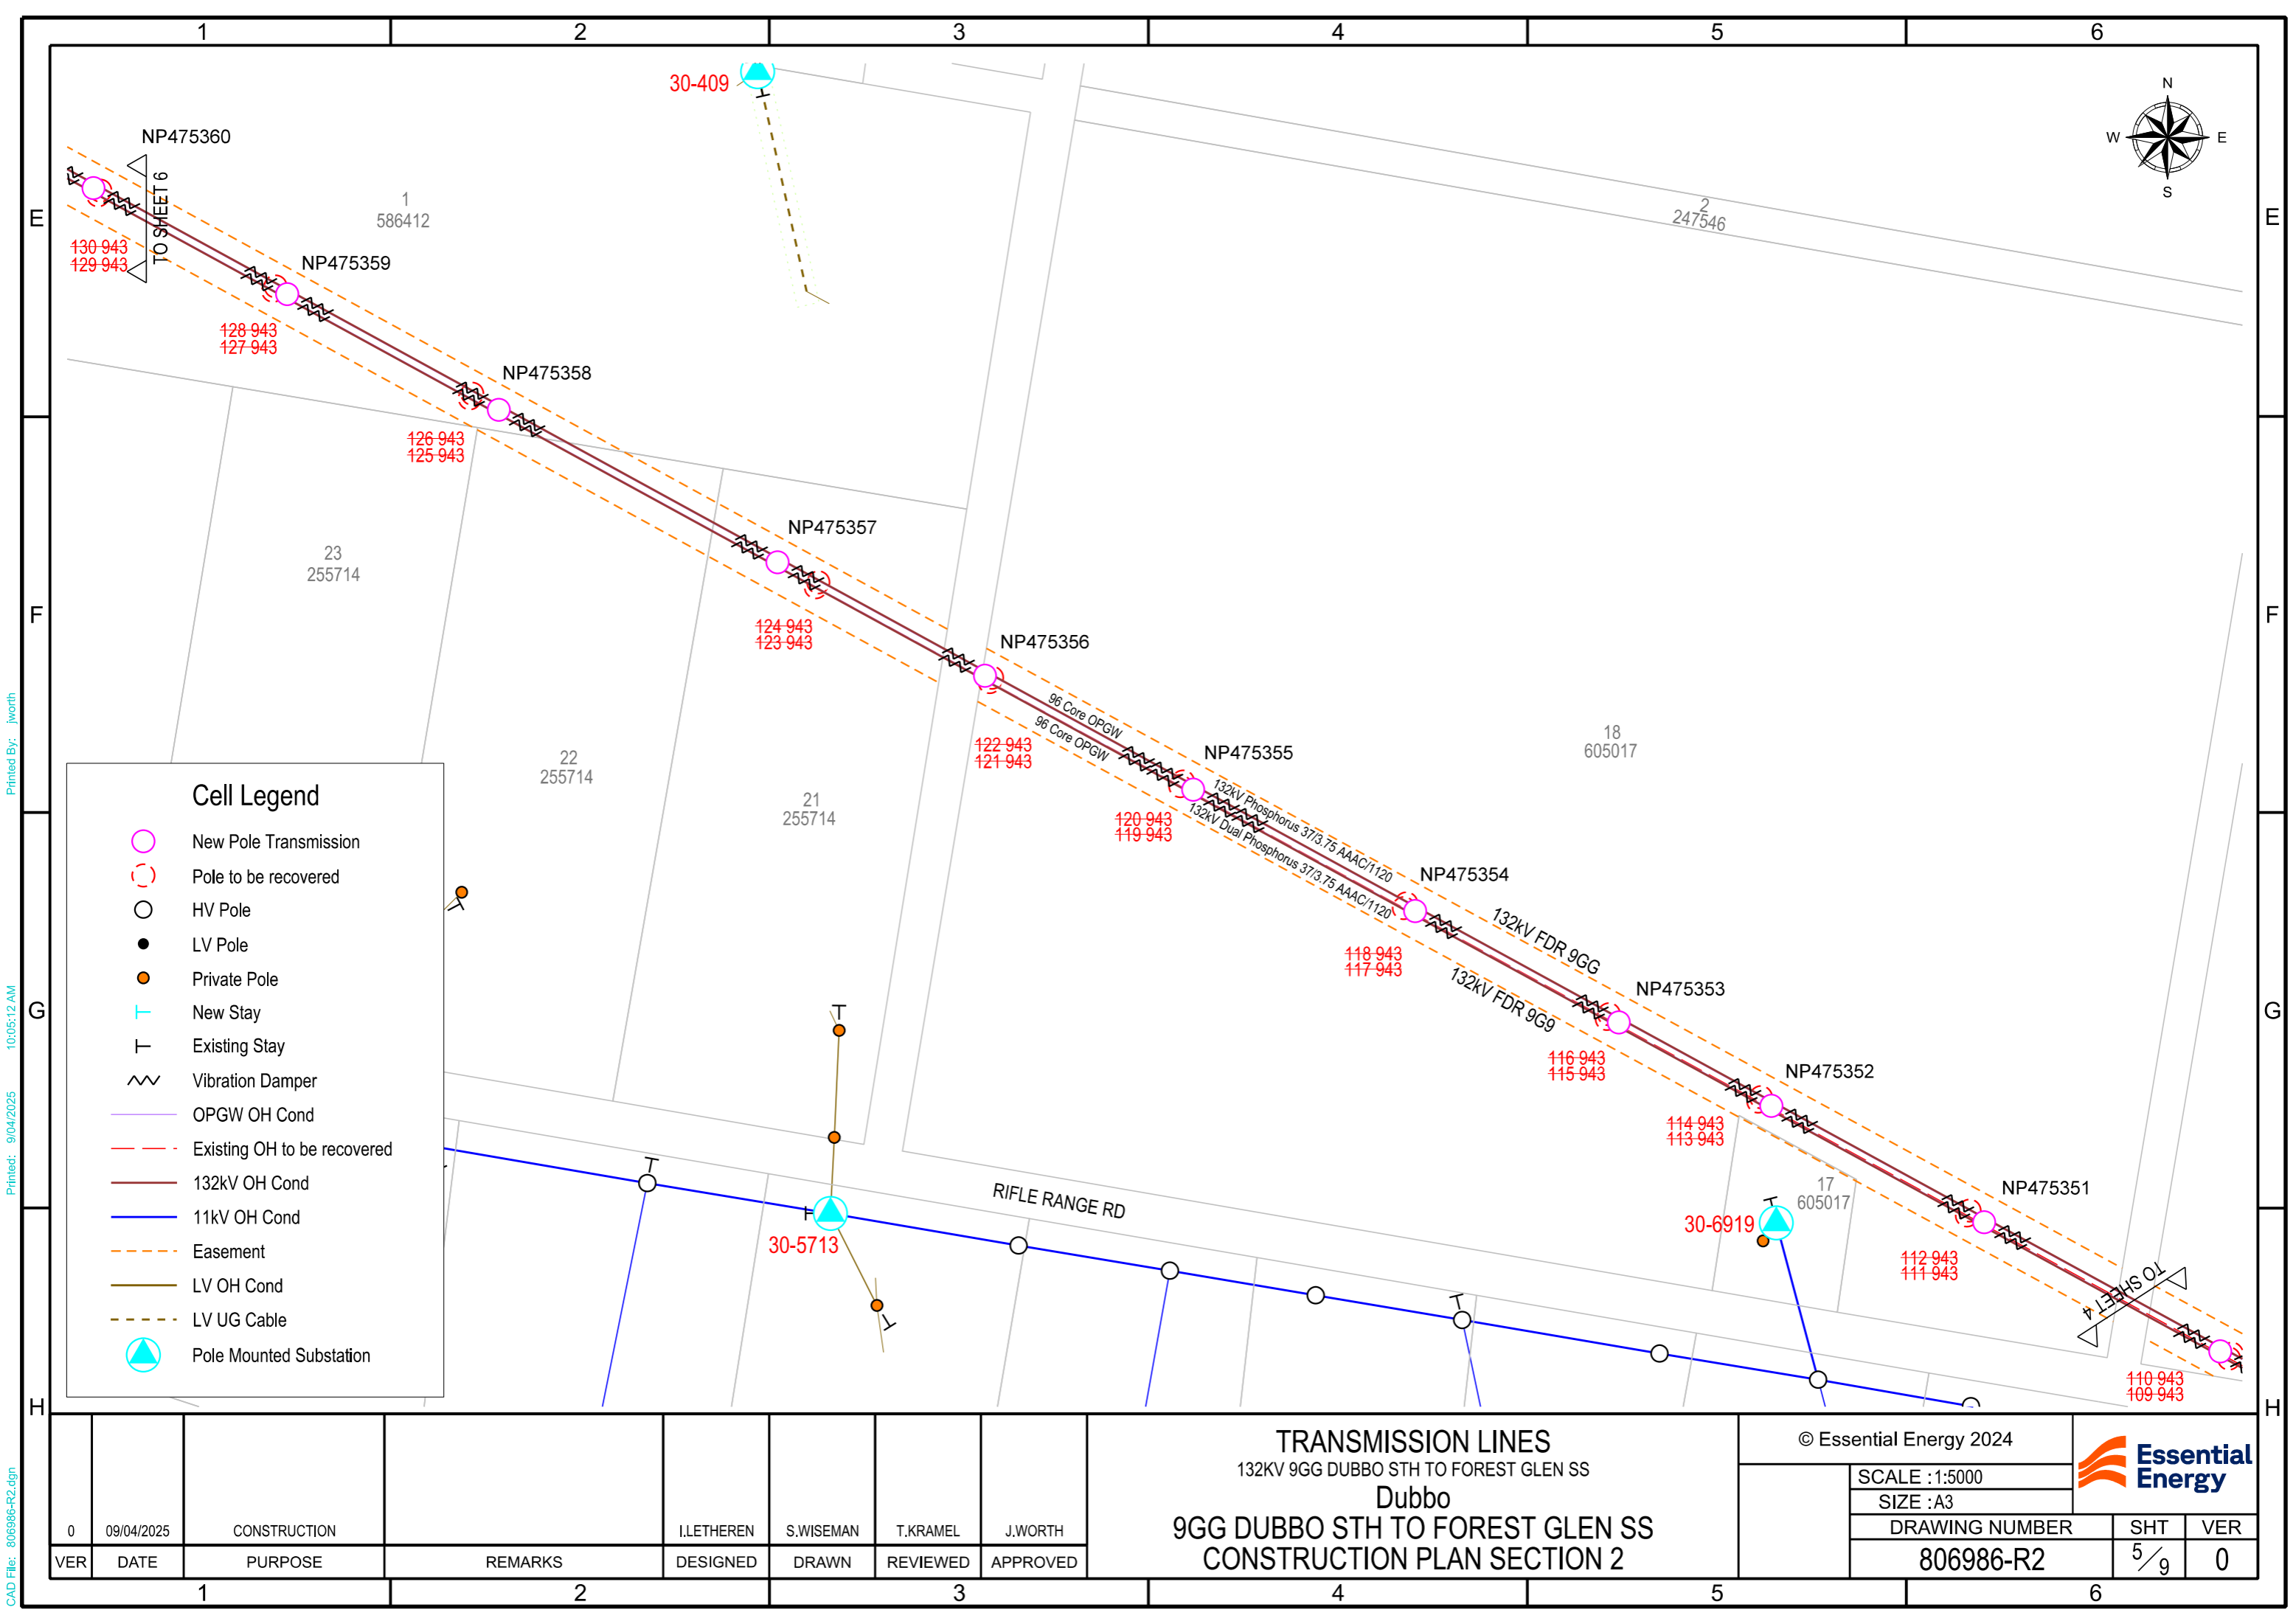 1 2 3 4 5 6
E
F
G
H
30-409
N
W E
S
NP475360
TO SHEET 6
130 943
129 943
1
586412
2
247546
NP475359
128 943
127 943
NP475358
126 943
125 943
NP475357
124 943
123 943
23
255714
NP475356
96 Core OPGW
96 Core OPGW
122 943
121 943
22
255714
21
255714
18
605017
NP475355
120 943
119 943
132kV Phosphorus 37/3.75 AAAC/1120
132kV Dual Phosphorus 37/3.75 AAAC/1120
NP475354
118 943
117 943
132kV FDR 9GG
132kV FDR 9G9
NP475353
116 943
115 943
NP475352
114 943
113 943
17
605017
NP475351
112 943
111 943
30-6919
TO SHEET 4
110 943
109 943
RIFLE RANGE RD
30-5713
Cell Legend
New Pole Transmission
Pole to be recovered
HV Pole
LV Pole
Private Pole
New Stay
Existing Stay
Vibration Damper
OPGW OH Cond
Existing OH to be recovered
132kV OH Cond
11kV OH Cond
Easement
LV OH Cond
LV UG Cable
Pole Mounted Substation
E
F
G
H
Printed By: jworth
Printed: 9/04/2025 10:05:12 AM
CAD File: 806986-R2.dgn
0 09/04/2025 CONSTRUCTION I.LETHEREN S.WISEMAN T.KRAMEL J.WORTH
VER DATE PURPOSE REMARKS DESIGNED DRAWN REVIEWED APPROVED
TRANSMISSION LINES
132KV 9GG DUBBO STH TO FOREST GLEN SS
Dubbo
9GG DUBBO STH TO FOREST GLEN SS
CONSTRUCTION PLAN SECTION 2
© Essential Energy 2024
SCALE : 1:5000
SIZE : A3
Essential
Energy
DRAWING NUMBER SHT VER
806986-R2 5/9 0
1 2 3 4 5 6